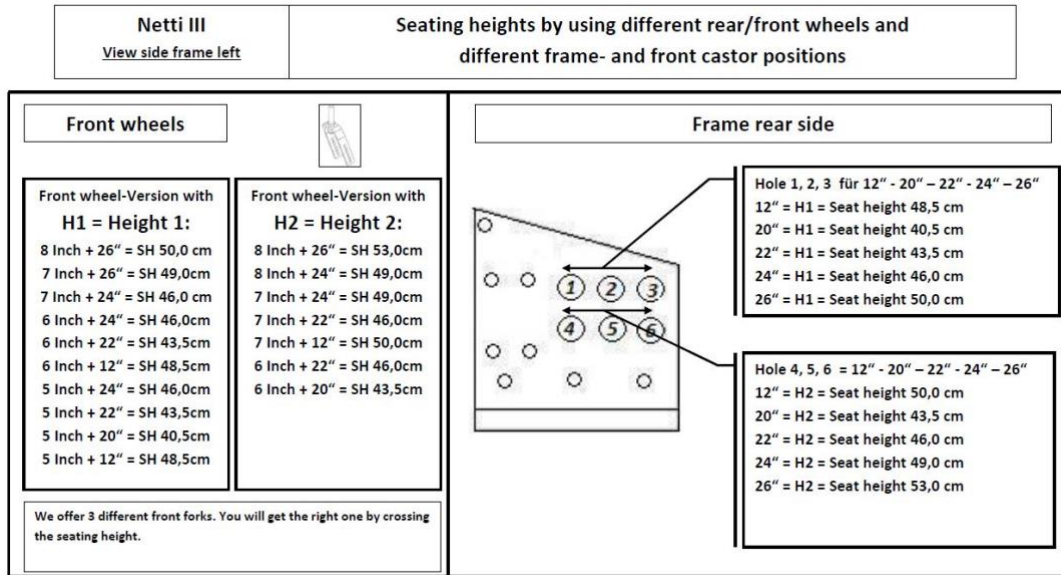 Netti III
View side frame left
Seating heights by using different rear/front wheels and
different frame- and front castor positions
Front wheels
Front wheel-Version with
H1 = Height 1:
8 Inch + 26“ = SH 50,0 cm
7 Inch + 26“ = SH 49,0cm
7 Inch + 24“ = SH 46,0 cm
6 Inch + 24“ = SH 46,0cm
6 Inch + 22“ = SH 43,5cm
6 Inch + 12“ = SH 48,5cm
5 Inch + 24“ = SH 46,0cm
5 Inch + 22“ = SH 43,5cm
5 Inch + 20“ = SH 40,5cm
5 Inch + 12“ = SH 48,5cm
Front wheel-Version with
H2 = Height 2:
8 Inch + 26“ = SH 53,0cm
8 Inch + 24“ = SH 49,0cm
7 Inch + 24“ = SH 49,0cm
7 Inch + 22“ = SH 46,0cm
7 Inch + 12“ = SH 50,0cm
6 Inch + 22“ = SH 46,0cm
6 Inch + 20“ = SH 43,5cm
We offer 3 different front forks. You will get the right one by crossing
the seating height.
Frame rear side
1 2 3
4 5 6
Hole 1, 2, 3 für 12“ - 20“ – 22“ - 24“ – 26“
12“ = H1 = Seat height 48,5 cm
20“ = H1 = Seat height 40,5 cm
22“ = H1 = Seat height 43,5 cm
24“ = H1 = Seat height 46,0 cm
26“ = H1 = Seat height 50,0 cm
Hole 4, 5, 6 = 12“ - 20“ – 22“ - 24“ – 26“
12“ = H2 = Seat height 50,0 cm
20“ = H2 = Seat height 43,5 cm
22“ = H2 = Seat height 46,0 cm
24“ = H2 = Seat height 49,0 cm
26“ = H2 = Seat height 53,0 cm